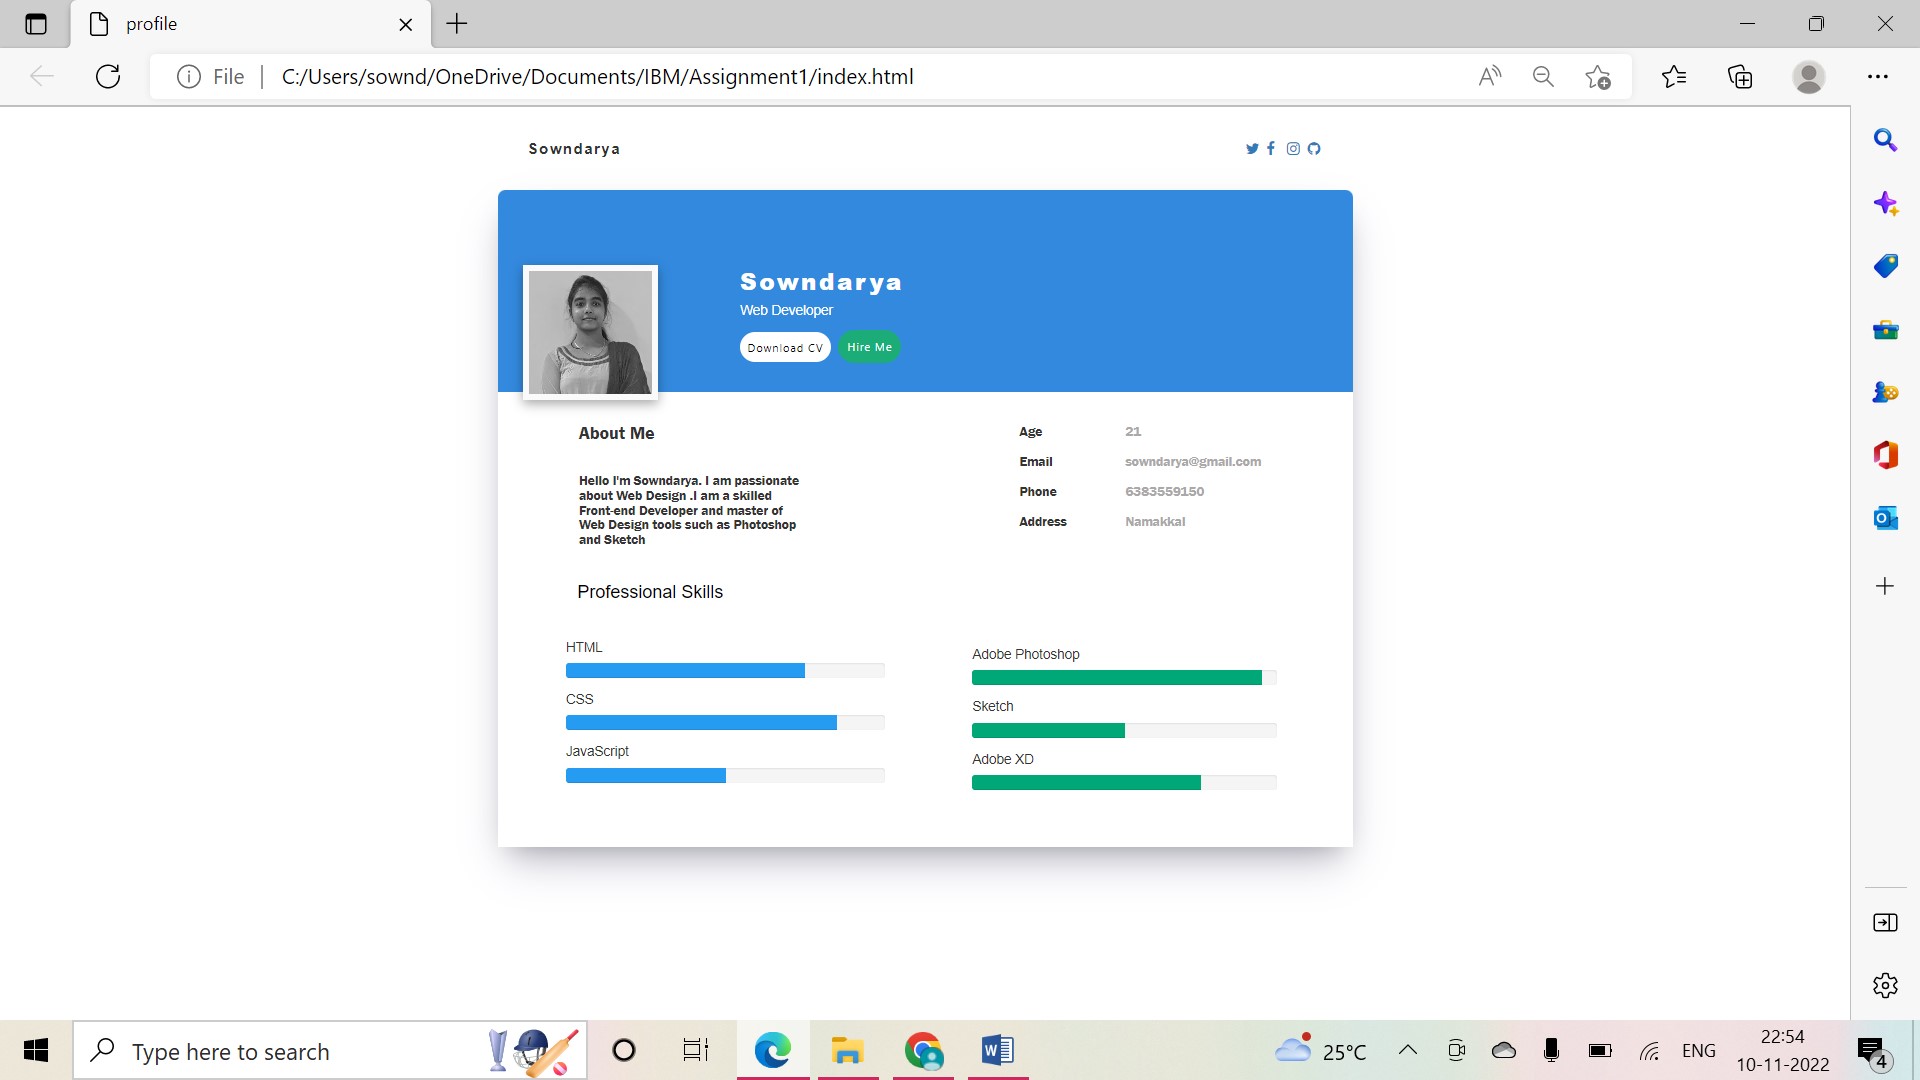 profile
File
C:/Users/sownd/OneDrive/Documents/IBM/Assignment1/index.html
Sowndarya
Sowndarya
Web Developer
Download CV
Hire Me
About Me
Hello I'm Sowndarya. I am passionate
about Web Design .I am a skilled
Front-end Developer and master of
Web Design tools such as Photoshop
and Sketch
Age 21
Email sowndarya@gmail.com
Phone 6383559150
Address Namakkal
Professional Skills
HTML
CSS
JavaScript
Adobe Photoshop
Sketch
Adobe XD
Type here to search
25°C
ENG
22:54
10-11-2022
4